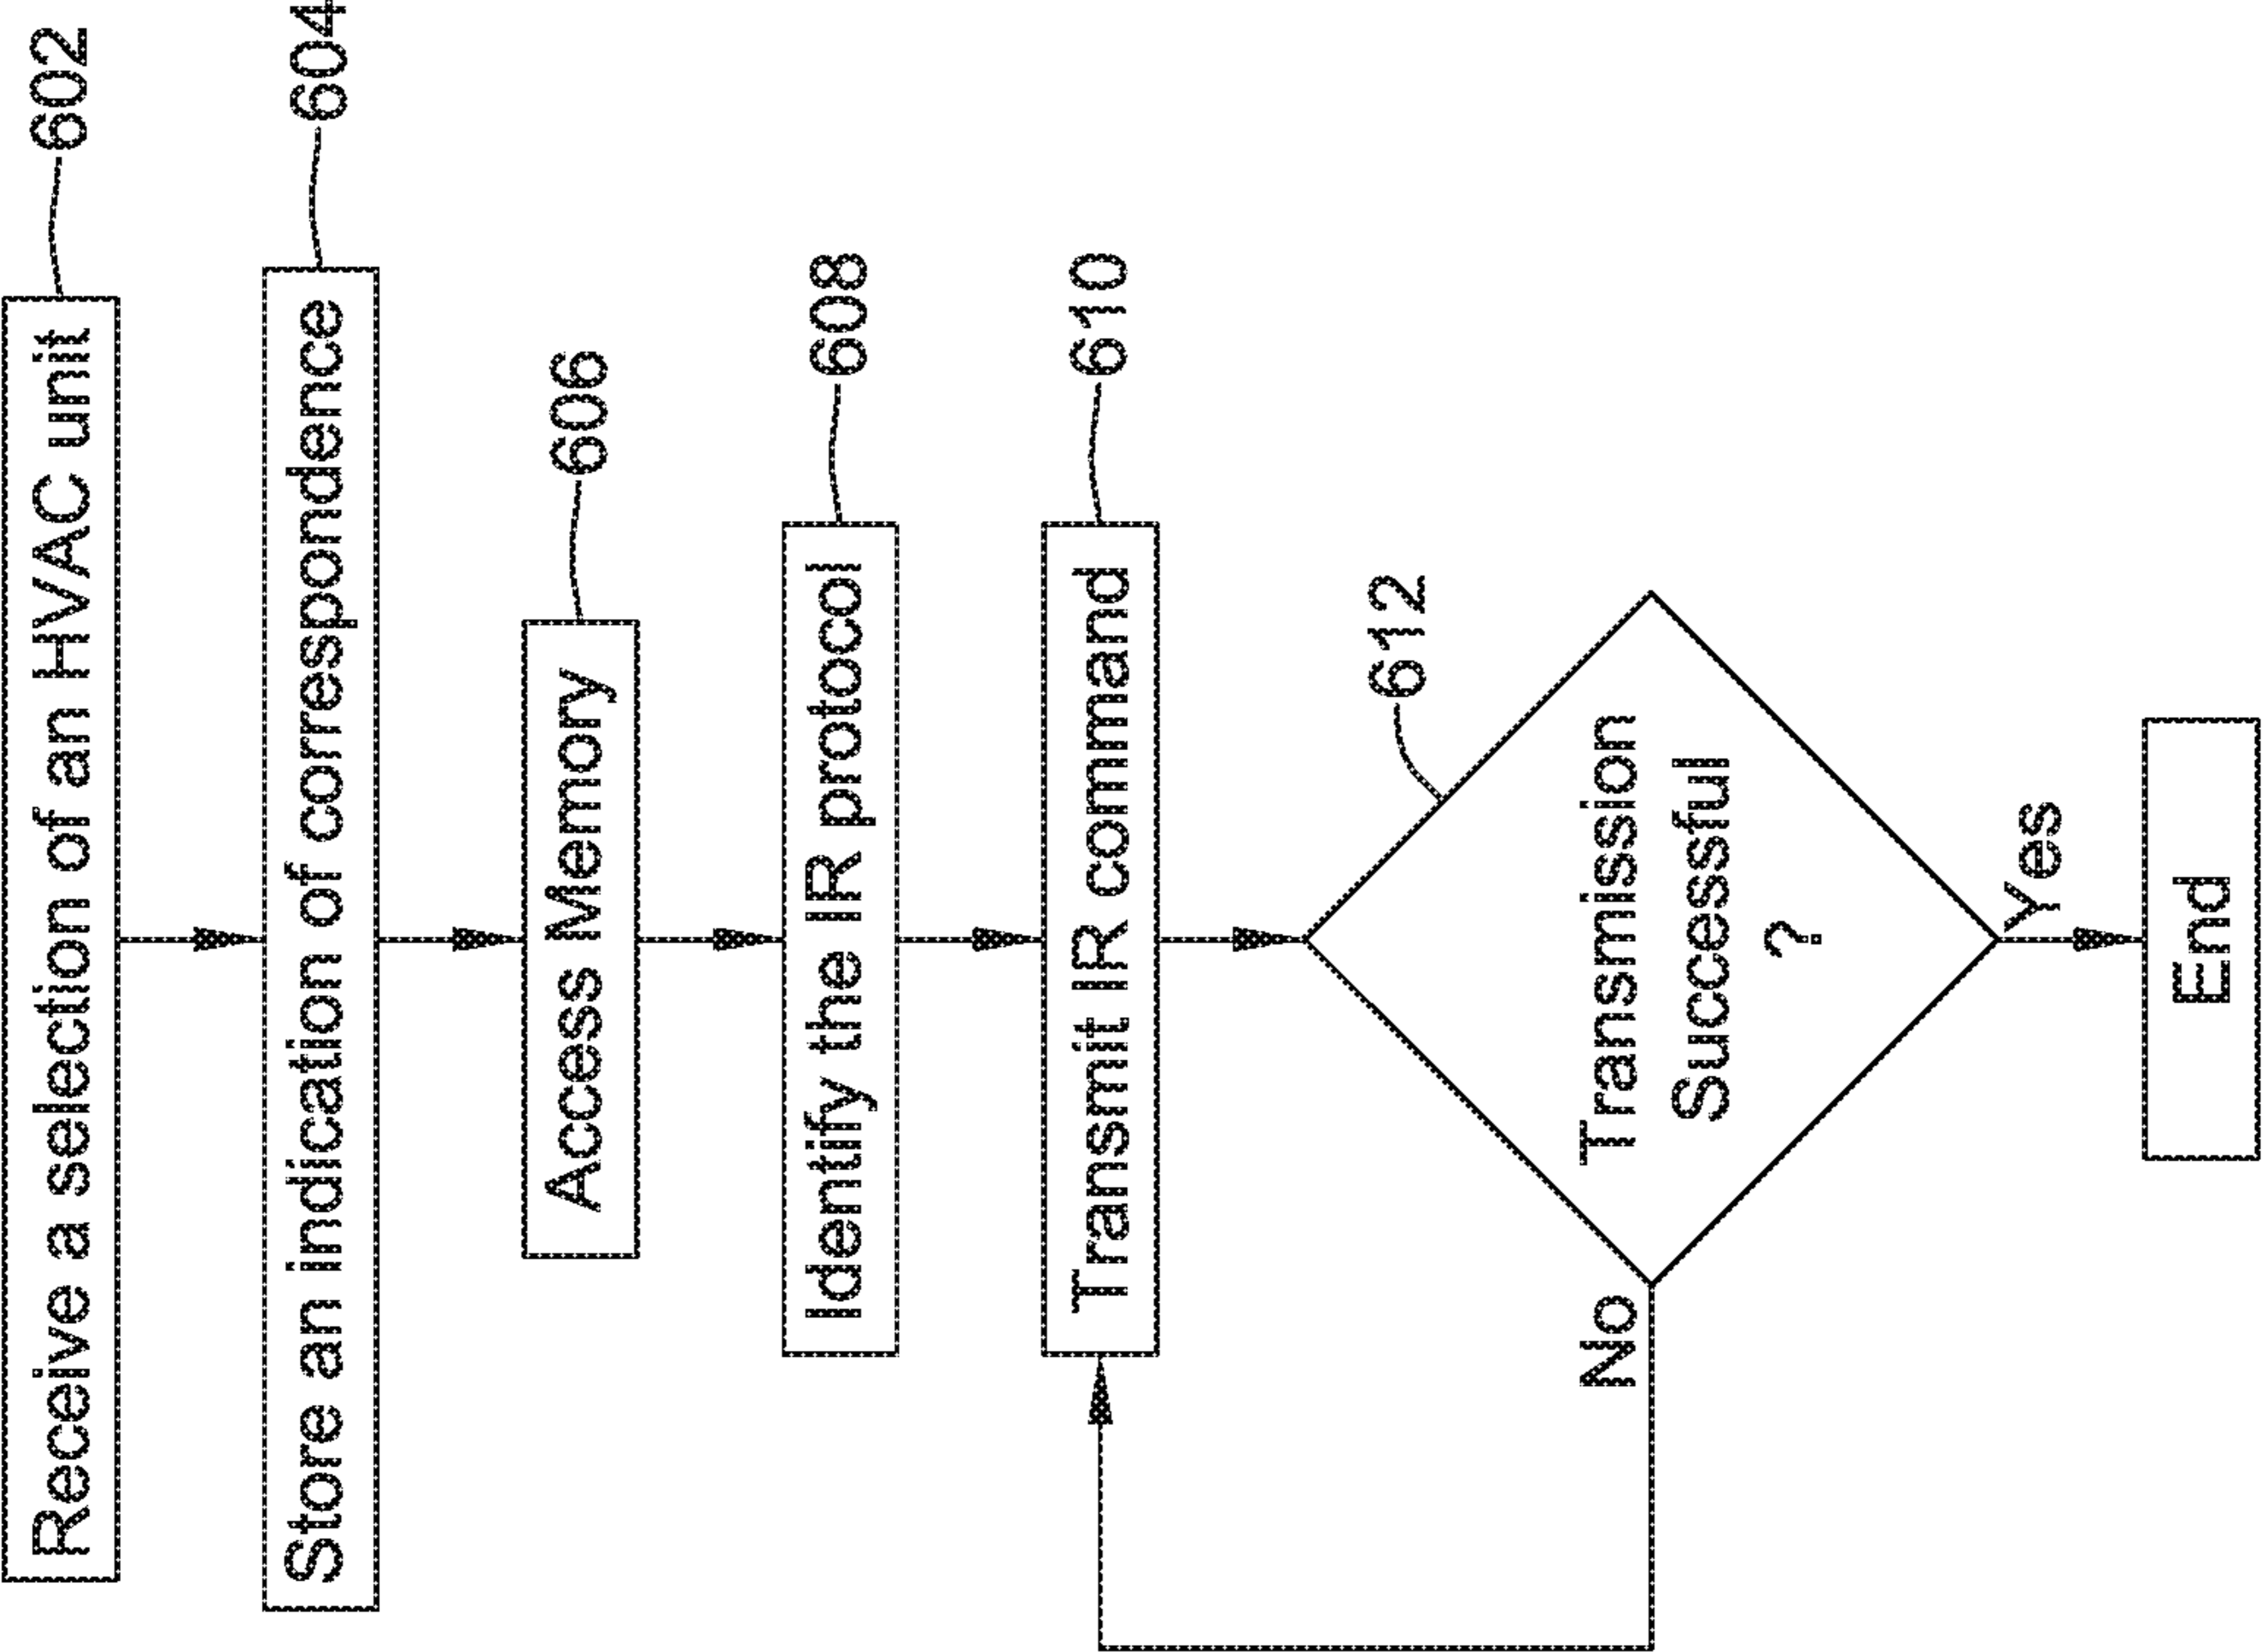 Receive a selection of an HVAC unit
602
Store an indication of correspondence
604
Access Memory
606
Identify the IR protocol
608
Transmit IR command
610
612
Transmission
Successful
?
No
Yes
End